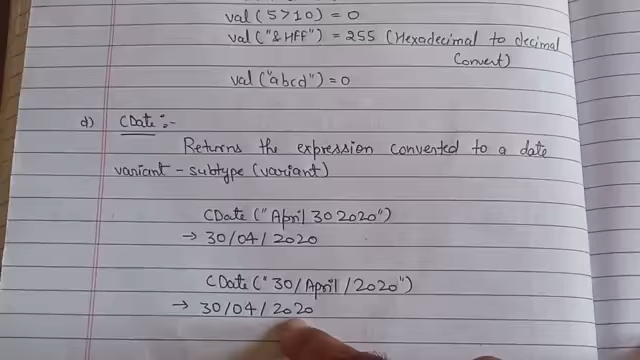 val(5>10) = 0
val("&HFF") = 255 (Hexadecimal to decimal
Convert)
val("abcd") = 0
d) CDate :-
Returns the expression converted to a date
variant - subtype (variant)
CDate("April 30 2020")
→ 30/04/2020
CDate("30/April/2020")
→ 30/04/2020